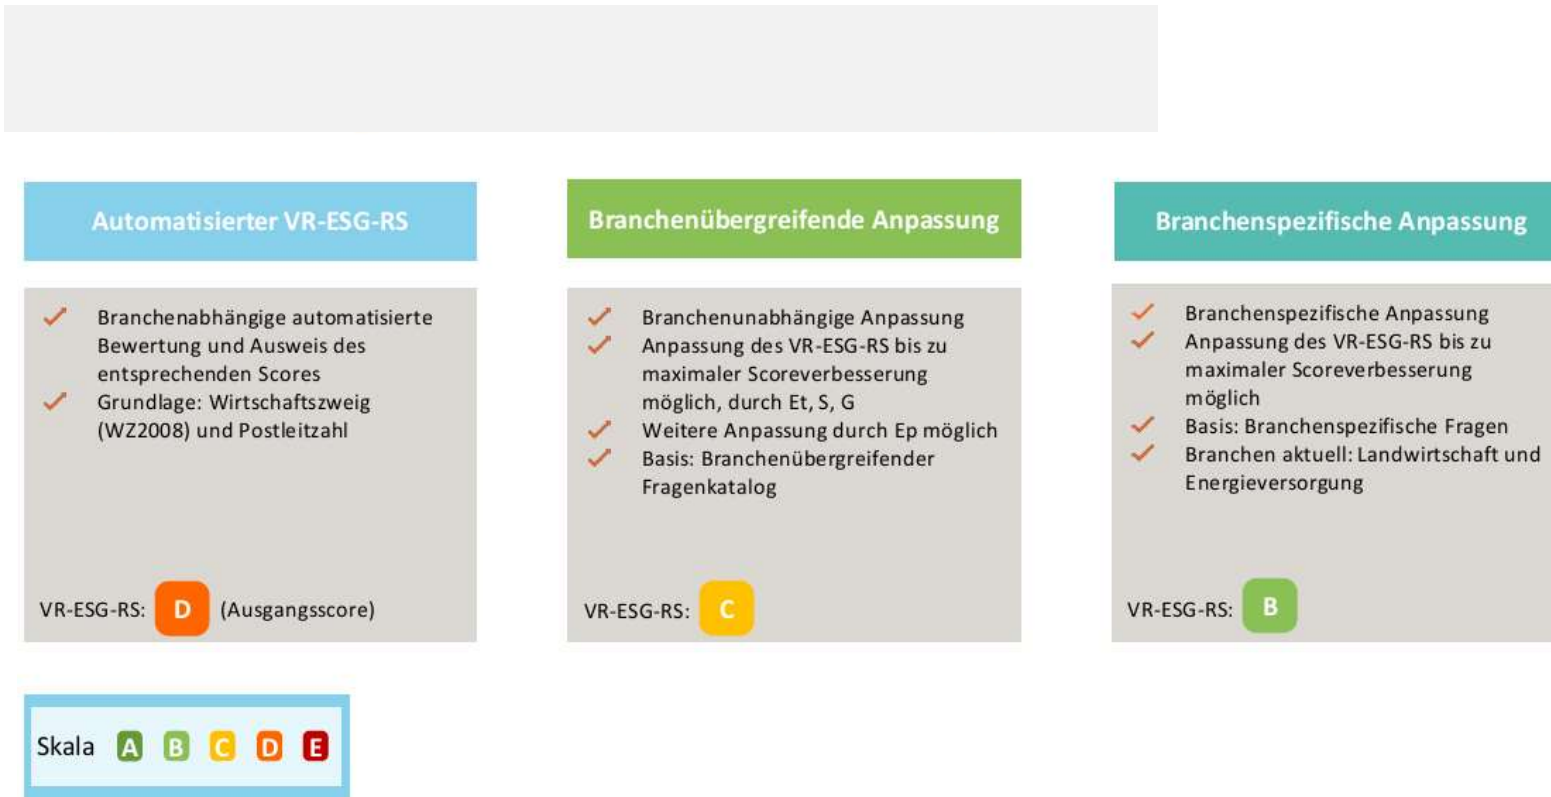 Automatisierter VR-ESG-RS
Branchenabhängige automatisierte
Bewertung und Ausweis des
entsprechenden Scores
Grundlage: Wirtschaftszweig
(WZ2008) und Postleitzahl
VR-ESG-RS: D (Ausgangsscore)
Branchenübergreifende Anpassung
Branchenunabhängige Anpassung
Anpassung des VR-ESG-RS bis zu
maximaler Scoreverbesserung
möglich, durch Et, S, G
Weitere Anpassung durch Ep möglich
Basis: Branchenübergreifender
Fragenkatalog
VR-ESG-RS: C
Branchenspezifische Anpassung
Branchenspezifische Anpassung
Anpassung des VR-ESG-RS bis zu
maximaler Scoreverbesserung
möglich
Basis: Branchenspezifische Fragen
Branchen aktuell: Landwirtschaft und
Energieversorgung
VR-ESG-RS: B
Skala A B C D E